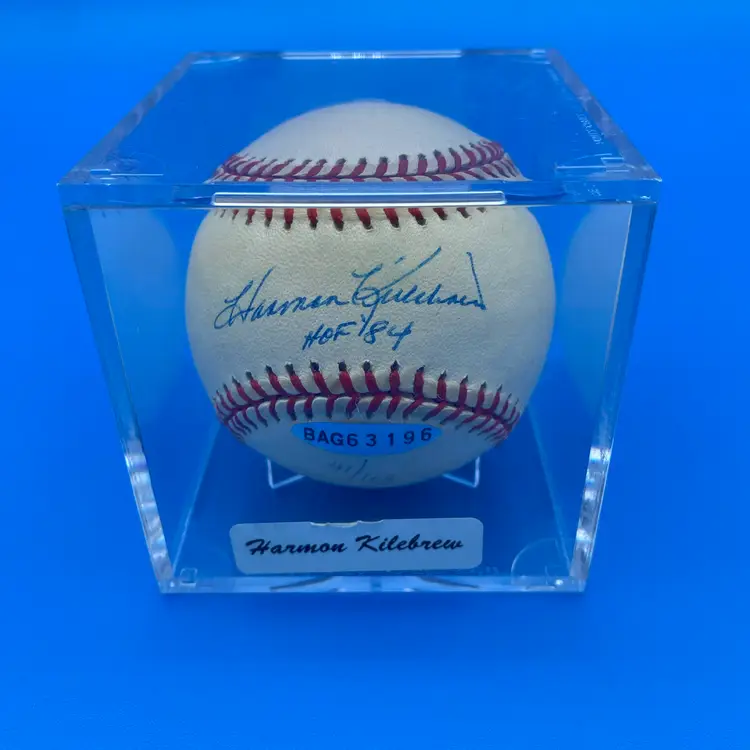 Harmon Killebrew
HOF '84
BAG63196
Harmon Kilebrew